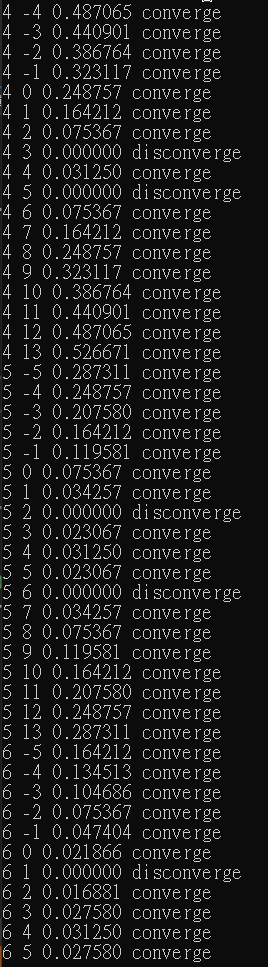 4 -4 0.487065 converge
4 -3 0.440901 converge
4 -2 0.386764 converge
4 -1 0.323117 converge
4 0 0.248757 converge
4 1 0.164212 converge
4 2 0.075367 converge
4 3 0.000000 disconverge
4 4 0.031250 converge
4 5 0.000000 disconverge
4 6 0.075367 converge
4 7 0.164212 converge
4 8 0.248757 converge
4 9 0.323117 converge
4 10 0.386764 converge
4 11 0.440901 converge
4 12 0.487065 converge
4 13 0.526671 converge
5 -5 0.287311 converge
5 -4 0.248757 converge
5 -3 0.207580 converge
5 -2 0.164212 converge
5 -1 0.119581 converge
5 0 0.075367 converge
5 1 0.034257 converge
5 2 0.000000 disconverge
5 3 0.023067 converge
5 4 0.031250 converge
5 5 0.023067 converge
5 6 0.000000 disconverge
5 7 0.034257 converge
5 8 0.075367 converge
5 9 0.119581 converge
5 10 0.164212 converge
5 11 0.207580 converge
5 12 0.248757 converge
5 13 0.287311 converge
6 -5 0.164212 converge
6 -4 0.134513 converge
6 -3 0.104686 converge
6 -2 0.075367 converge
6 -1 0.047404 converge
6 0 0.021866 converge
6 1 0.000000 disconverge
6 2 0.016881 converge
6 3 0.027580 converge
6 4 0.031250 converge
6 5 0.027580 converge